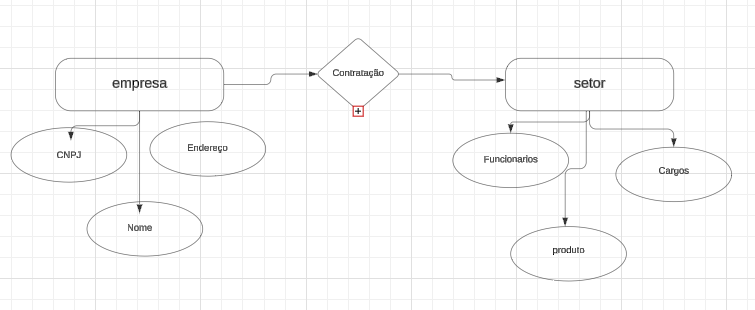 empresa
Contratação
setor
CNPJ
Endereço
Funcionarios
Cargos
Nome
produto